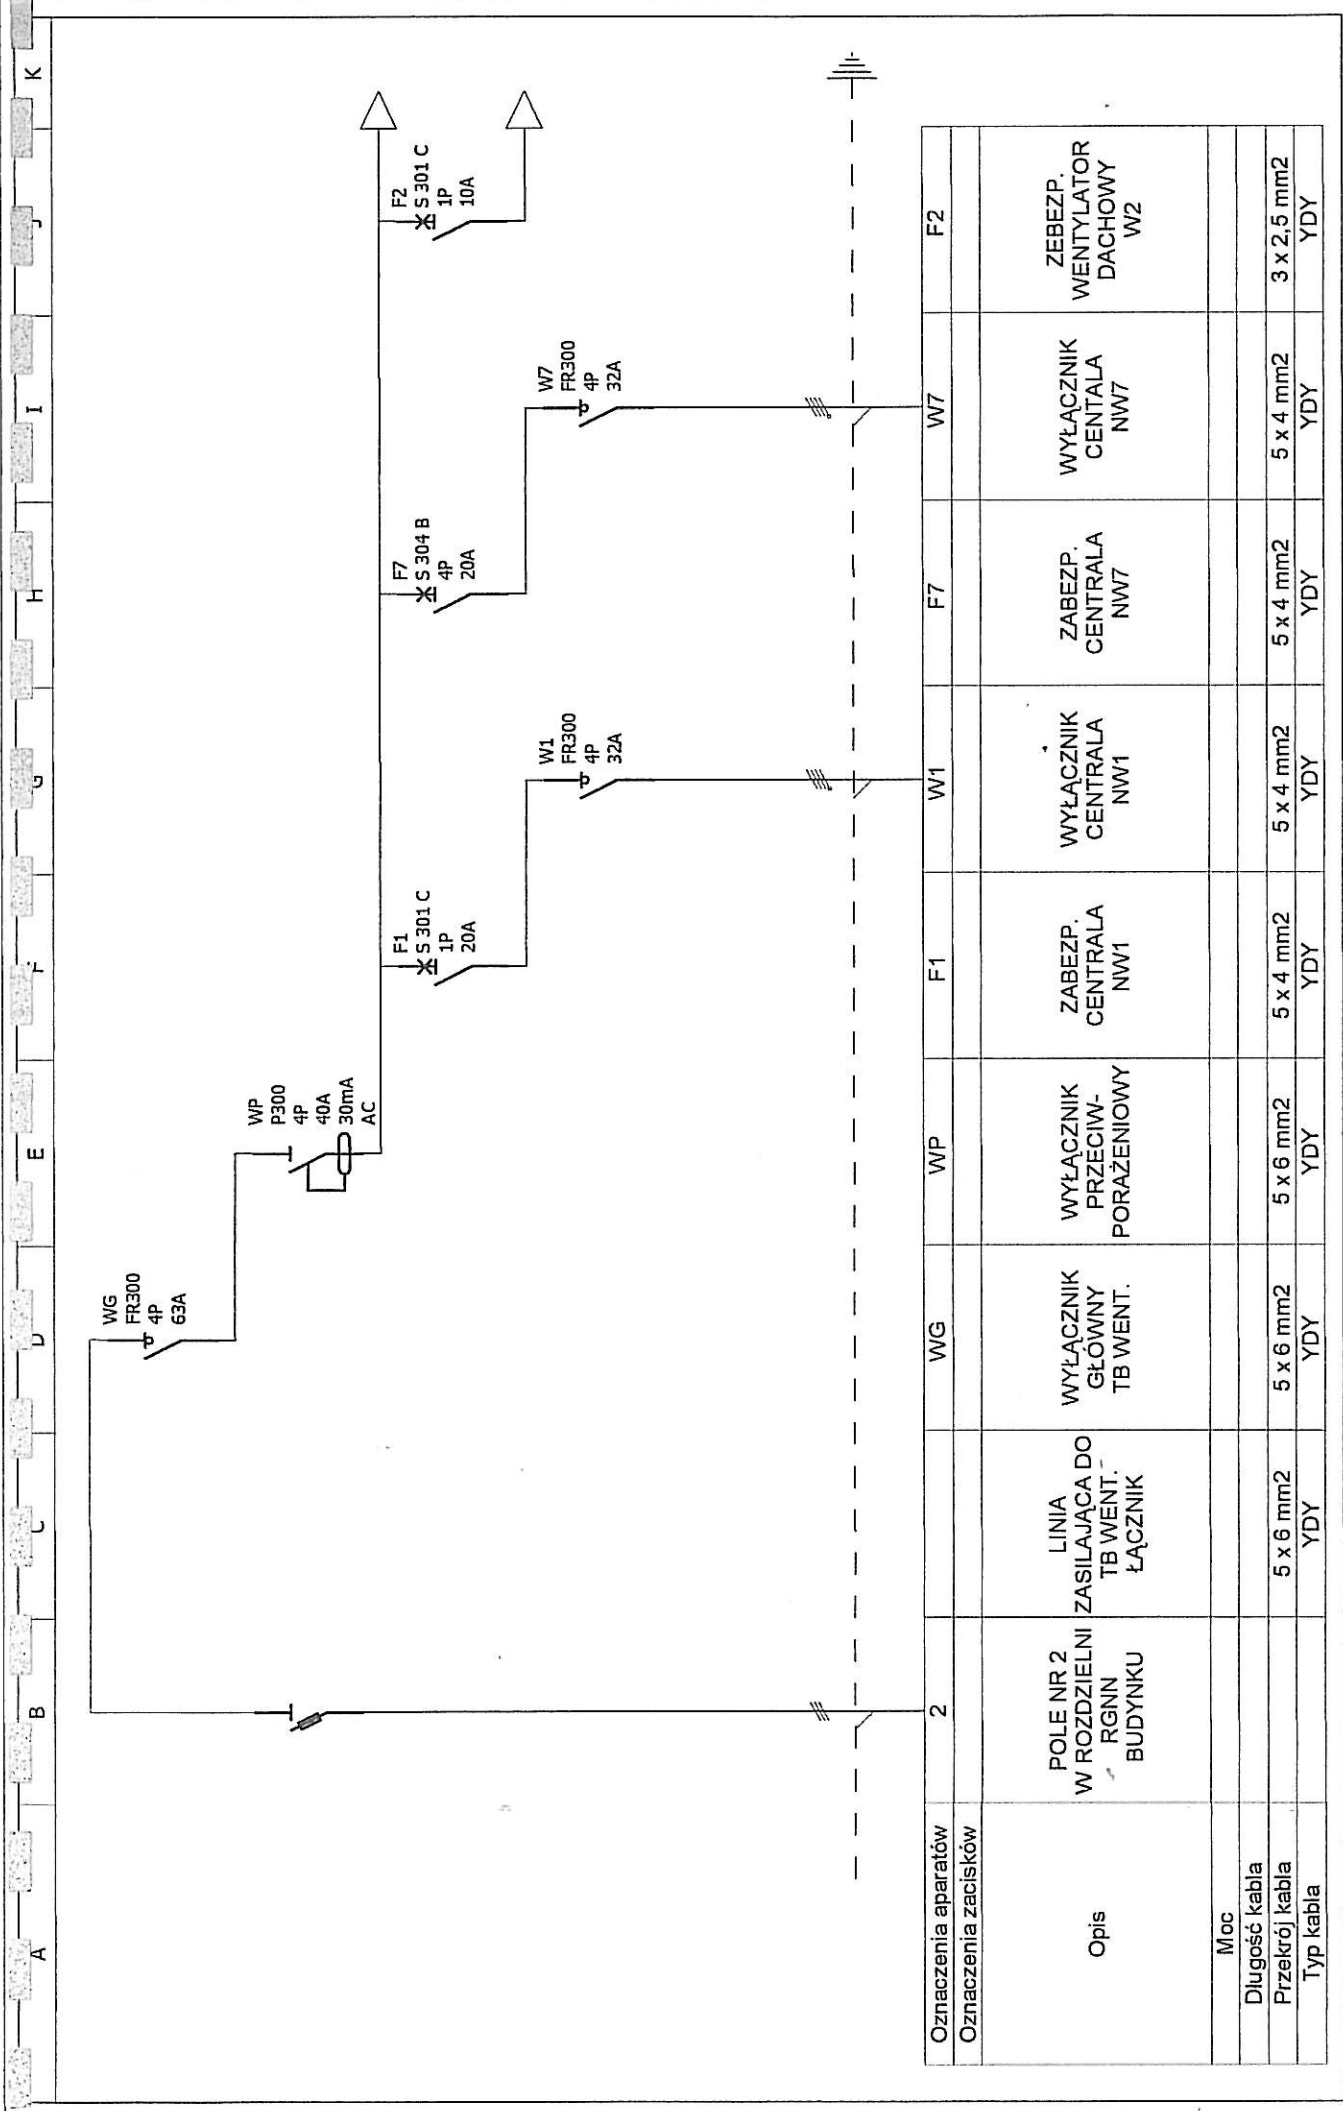 A
B
C
D
E
F
G
H
I
J
K
WG
FR300
4P
63A
WP
P300
4P
40A
30mA
AC
F1
S 301 C
1P
20A
W1
FR300
4P
32A
F7
S 304 B
4P
20A
W7
FR300
4P
32A
F2
S 301 C
1P
10A
Oznaczenia aparatów 2 WG WP F1 W1 F7 W7 F2
Oznaczenia zacisków
Opis
POLE NR 2
W ROZDZIELNI
RGNN
BUDYNKU
LINIA
ZASILAJĄCA DO
TB WENT.
ŁĄCZNIK
WYŁĄCZNIK
GŁÓWNY
TB WENT.
WYŁĄCZNIK
PRZECIW-
PORAŻENIOWY
ZABEZP.
CENTRALA
NW1
WYŁĄCZNIK
CENTRALA
NW1
ZABEZP.
CENTRALA
NW7
WYŁĄCZNIK
CENTALA
NW7
ZEBEZP.
WENTYLATOR
DACHOWY
W2
Moc
Długość kabla
Przekrój kabla 5 x 6 mm2 5 x 6 mm2 5 x 6 mm2 5 x 4 mm2 5 x 4 mm2 5 x 4 mm2 5 x 4 mm2 3 x 2,5 mm2
Typ kabla YDY YDY YDY YDY YDY YDY YDY YDY